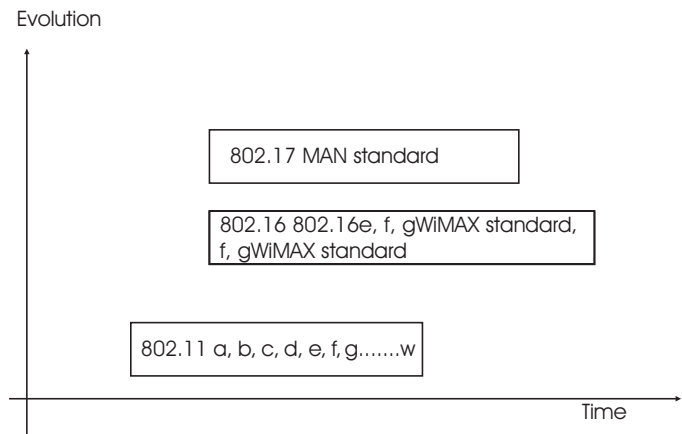 Evolution
802.17 MAN standard
802.16 802.16e, f, gWiMAX standard,
f, gWiMAX standard
802.11 a, b, c, d, e, f, g.......w
Time